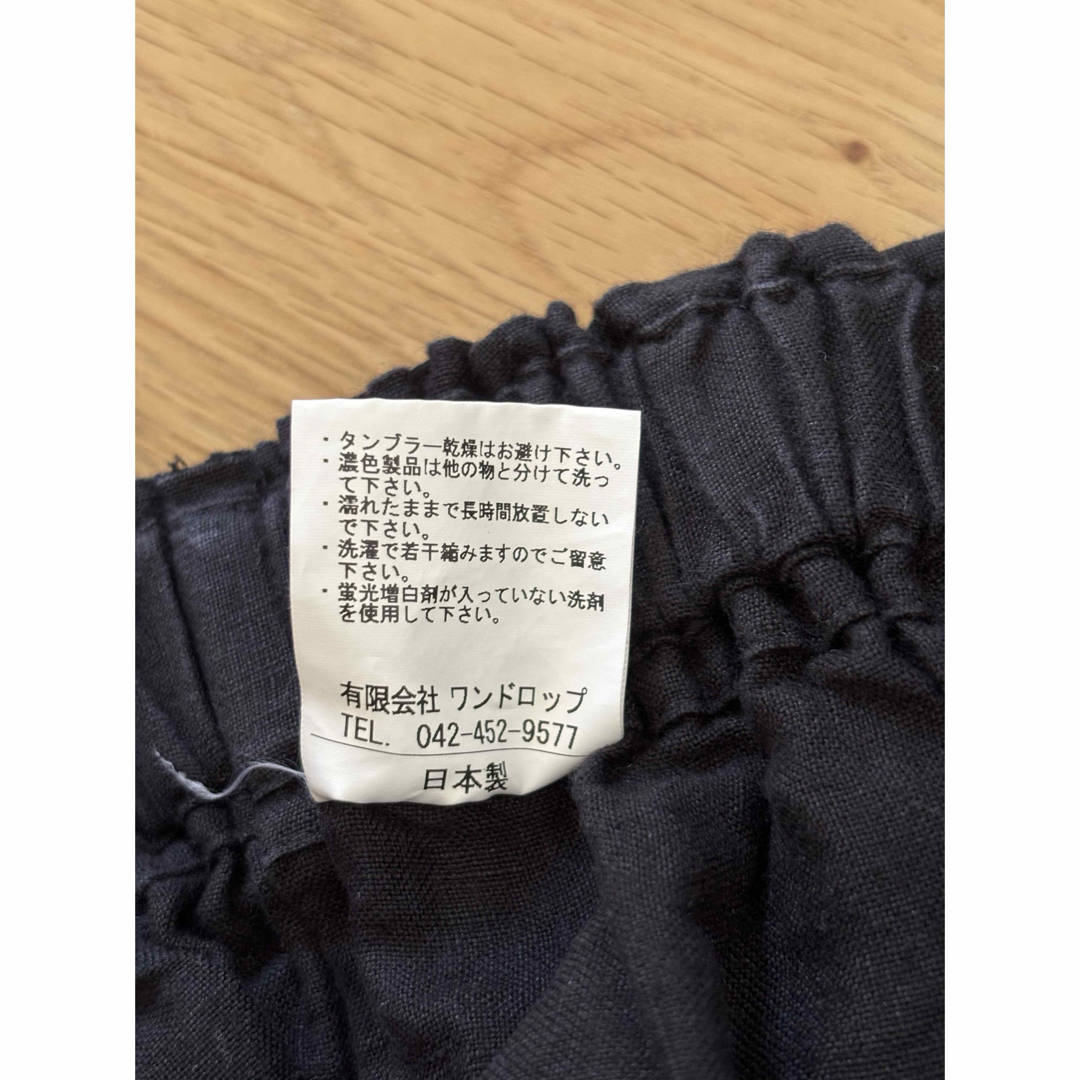 ・タンブラー乾燥はお避け下さい。
・濃色製品は他の物と分けて洗っ
て下さい。
・濡れたままで長時間放置しない
で下さい。
・洗濯で若干縮みますのでご留意
下さい。
・蛍光増白剤が入っていない洗剤
を使用して下さい。
有限会社 ワンドロップ
TEL. 042-452-9577
日本製